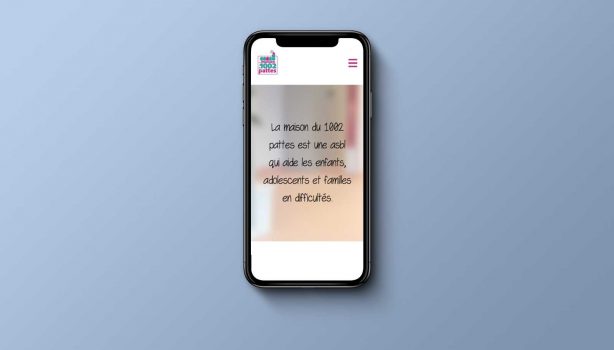 1002
pattes
La maison du 1002
pattes est une asbl
qui aide les enfants,
adolescents et familles
en difficultés.